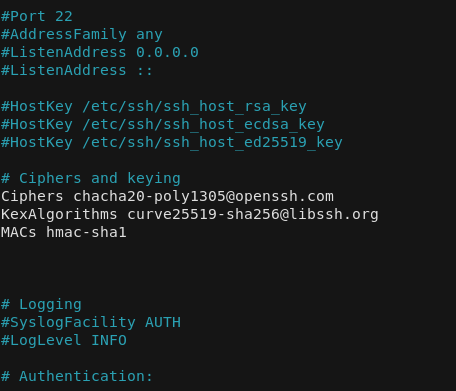 #Port 22
#AddressFamily any
#ListenAddress 0.0.0.0
#ListenAddress ::
#HostKey /etc/ssh/ssh_host_rsa_key
#HostKey /etc/ssh/ssh_host_ecdsa_key
#HostKey /etc/ssh/ssh_host_ed25519_key
# Ciphers and keying
Ciphers chacha20-poly1305@openssh.com
KexAlgorithms curve25519-sha256@libssh.org
MACs hmac-sha1
# Logging
#SyslogFacility AUTH
#LogLevel INFO
# Authentication: